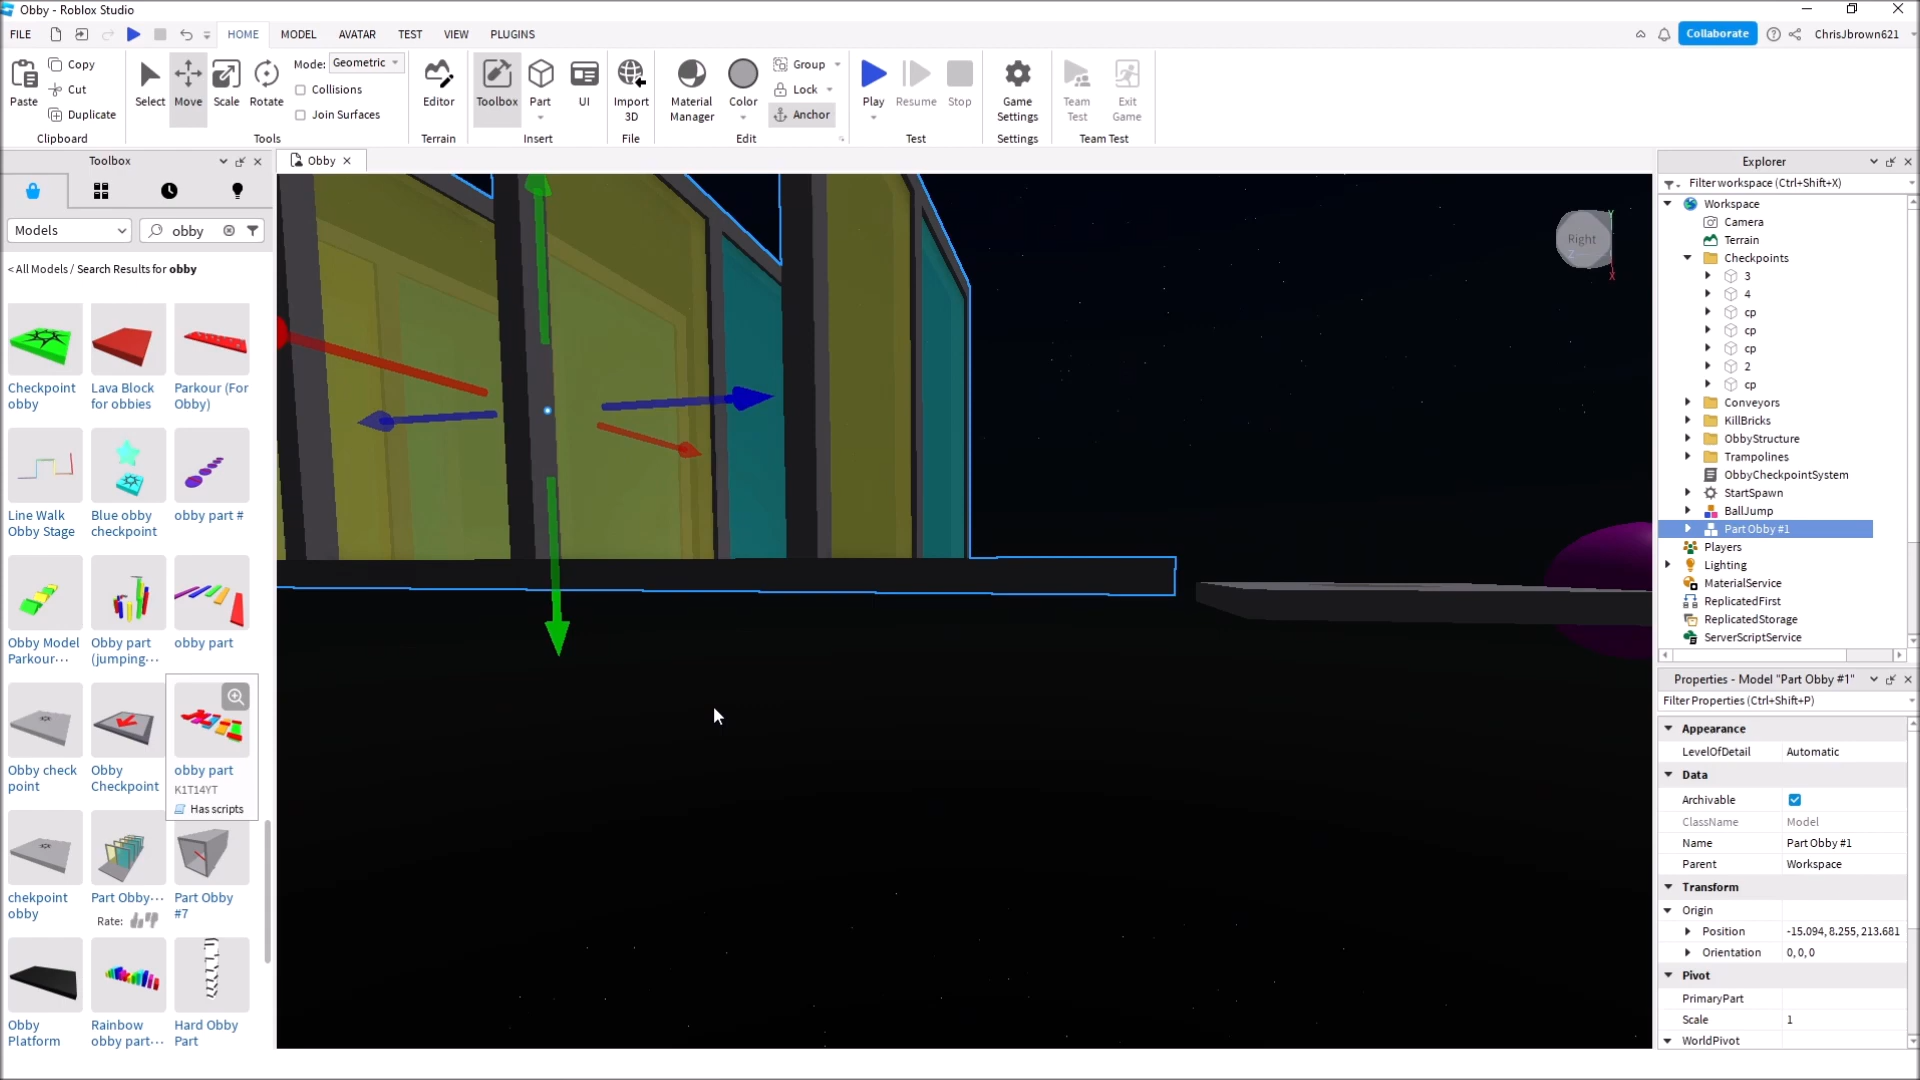 Obby - Roblox Studio
FILE
HOME
MODEL
AVATAR
TEST
VIEW
PLUGINS
Collaborate
ChrisJbrown621
Paste
Copy
Cut
Duplicate
Clipboard
Select
Move
Scale
Rotate
Mode:
Geometric
Collisions
Join Surfaces
Tools
Editor
Terrain
Toolbox
Part
UI
Insert
Import
3D
File
Material
Manager
Color
Group
Lock
Anchor
Edit
Play
Resume
Stop
Test
Game
Settings
Settings
Team
Test
Exit
Game
Team Test
Toolbox
Models
obby
< All Models / Search Results for obby
Checkpoint
obby
Lava Block
for obbies
Parkour (For
Obby)
Line Walk
Obby Stage
Blue obby
checkpoint
obby part #
Obby Model
Parkour...
Obby part
(jumping...
obby part
Obby check
point
Obby
Checkpoint
obby part
K1T14YT
Has scripts
chekpoint
obby
Part Obby...
Rate:
Part Obby
#7
Obby
Platform
Rainbow
obby part...
Hard Obby
Part
Obby
Right
Y
Z
X
Explorer
Filter workspace (Ctrl+Shift+X)
Workspace
Camera
Terrain
Checkpoints
3
4
cp
cp
cp
2
cp
Conveyors
KillBricks
ObbyStructure
Trampolines
ObbyCheckpointSystem
StartSpawn
BallJump
Part Obby #1
Players
Lighting
MaterialService
ReplicatedFirst
ReplicatedStorage
ServerScriptService
Properties - Model "Part Obby #1"
Filter Properties (Ctrl+Shift+P)
Appearance
LevelOfDetail Automatic
Data
Archivable
ClassName Model
Name Part Obby #1
Parent Workspace
Transform
Origin
Position -15.094, 8.255, 213.681
Orientation 0, 0, 0
Pivot
PrimaryPart
Scale 1
WorldPivot